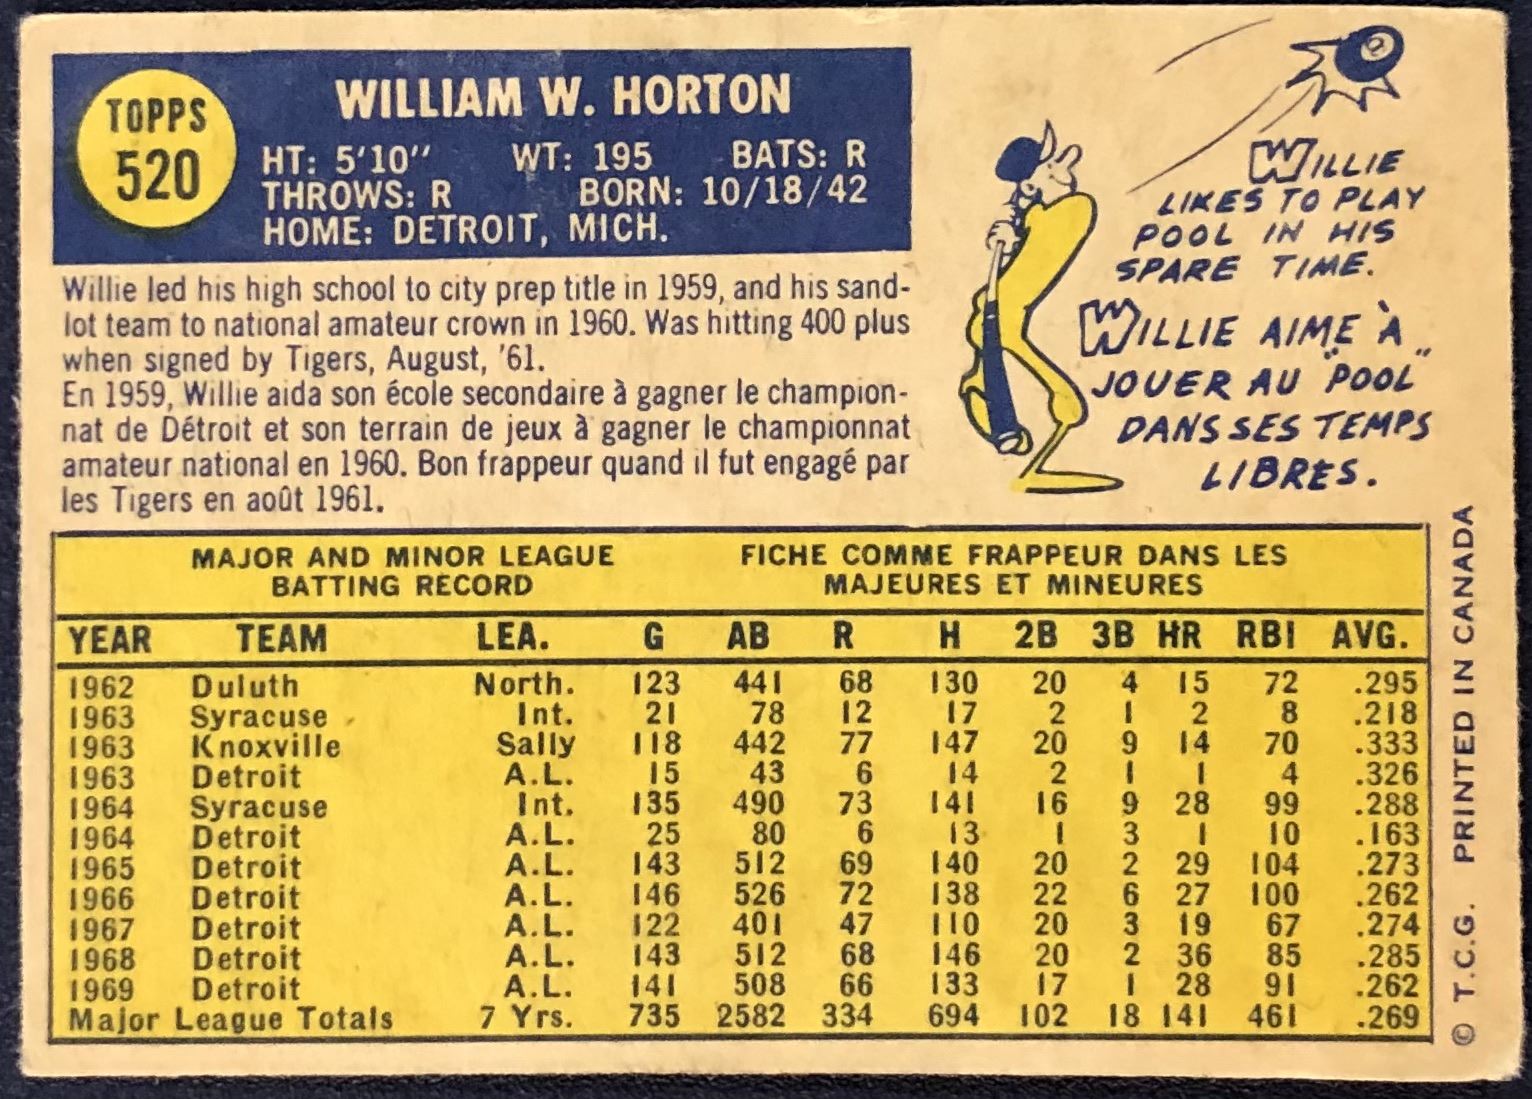 TOPPS
520
WILLIAM W. HORTON
HT: 5'10" WT: 195 BATS: R
THROWS: R BORN: 10/18/42
HOME: DETROIT, MICH.
Willie led his high school to city prep title in 1959, and his sand-
lot team to national amateur crown in 1960. Was hitting 400 plus
when signed by Tigers, August, '61.
En 1959, Willie aida son école secondaire à gagner le champion-
nat de Détroit et son terrain de jeux à gagner le championnat
amateur national en 1960. Bon frappeur quand il fut engagé par
les Tigers en août 1961.
WILLIE
LIKES TO PLAY
POOL IN HIS
SPARE TIME.
WILLIE AIME À
JOUER AU "POOL"
DANS SES TEMPS
LIBRES.
MAJOR AND MINOR LEAGUE
BATTING RECORD
FICHE COMME FRAPPEUR DANS LES
MAJEURES ET MINEURES
YEAR TEAM LEA. G AB R H 2B 3B HR RBI AVG.
1962 Duluth North. 123 441 68 130 20 4 15 72 .295
1963 Syracuse Int. 21 78 12 17 2 1 2 8 .218
1963 Knoxville Sally 118 442 77 147 20 9 14 70 .333
1963 Detroit A.L. 15 43 6 14 2 1 1 4 .326
1964 Syracuse Int. 135 490 73 141 16 9 28 99 .288
1964 Detroit A.L. 25 80 6 13 1 3 1 10 .163
1965 Detroit A.L. 143 512 69 140 20 2 29 104 .273
1966 Detroit A.L. 146 526 72 138 22 6 27 100 .262
1967 Detroit A.L. 122 401 47 110 20 3 19 67 .274
1968 Detroit A.L. 143 512 68 146 20 2 36 85 .285
1969 Detroit A.L. 141 508 66 133 17 1 28 91 .262
Major League Totals 7 Yrs. 735 2582 334 694 102 18 141 461 .269
© T.C.G. PRINTED IN CANADA